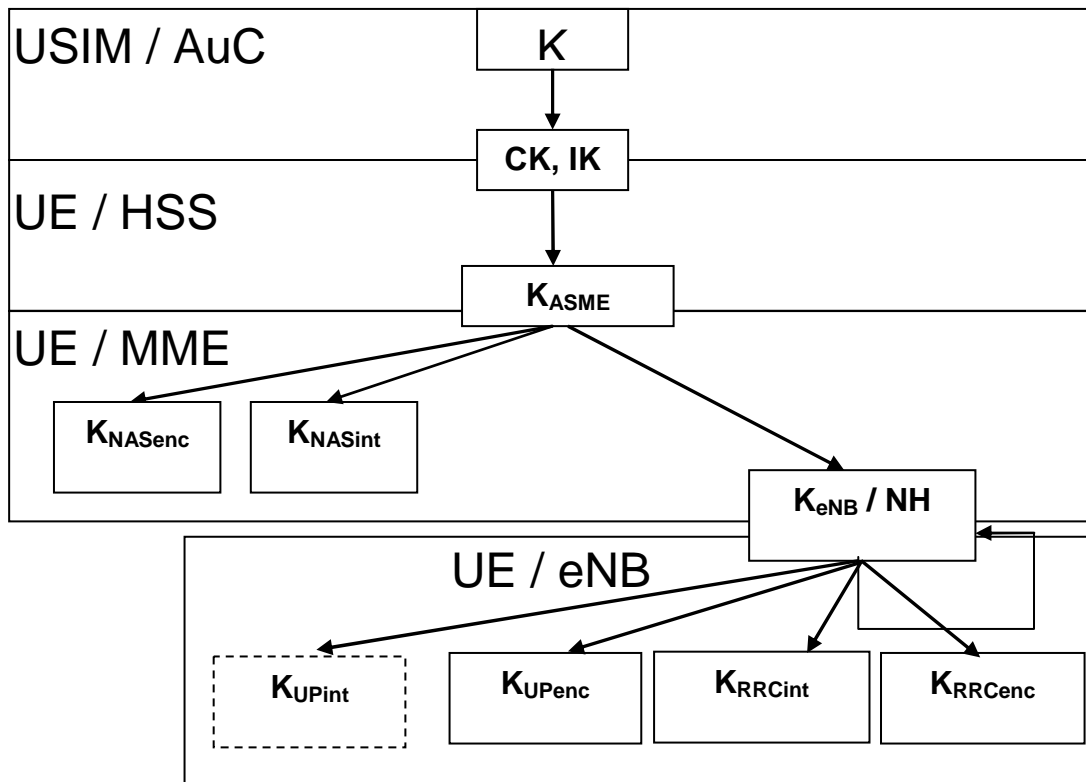 USIM / AuC
K
CK, IK
UE / HSS
KASME
UE / MME
KNASenc
KNASint
KeNB / NH
UE / eNB
KUPint
KUPenc
KRRCint
KRRCenc